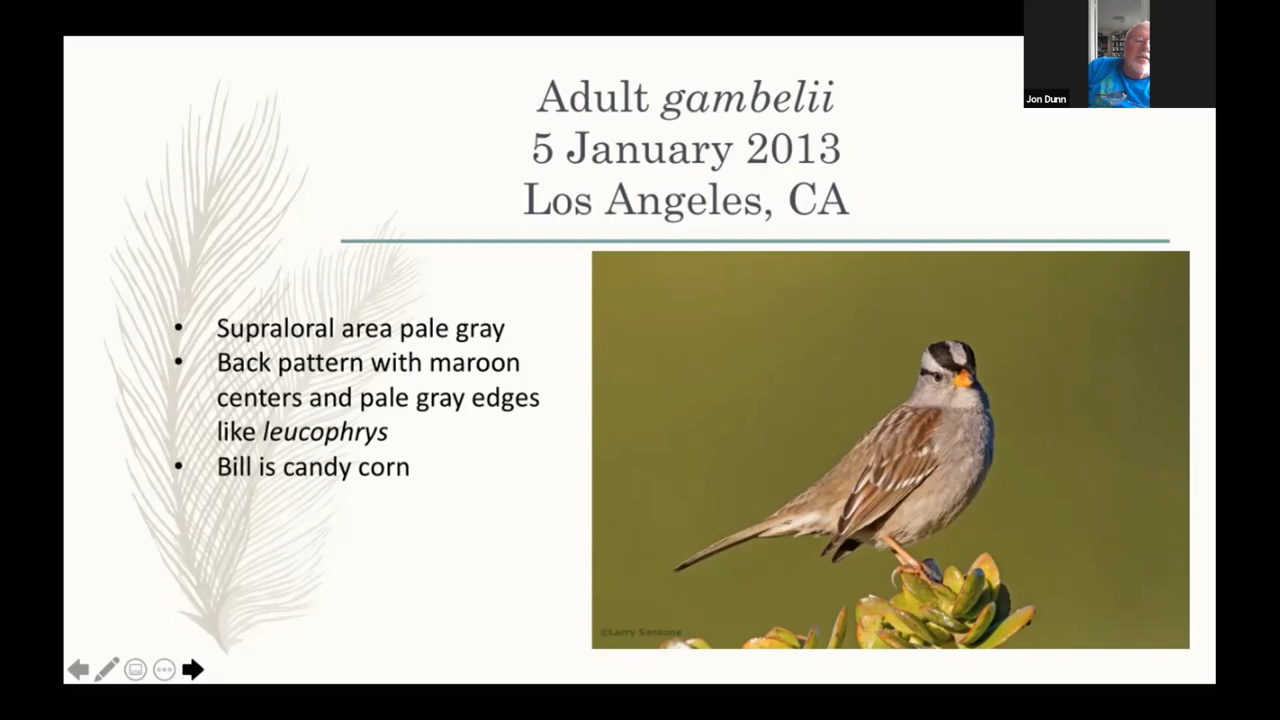 Jon Dunn
Adult gambelii
5 January 2013
Los Angeles, CA
• Supraloral area pale gray
• Back pattern with maroon
centers and pale gray edges
like leucophrys
• Bill is candy corn
©Larry Sansone